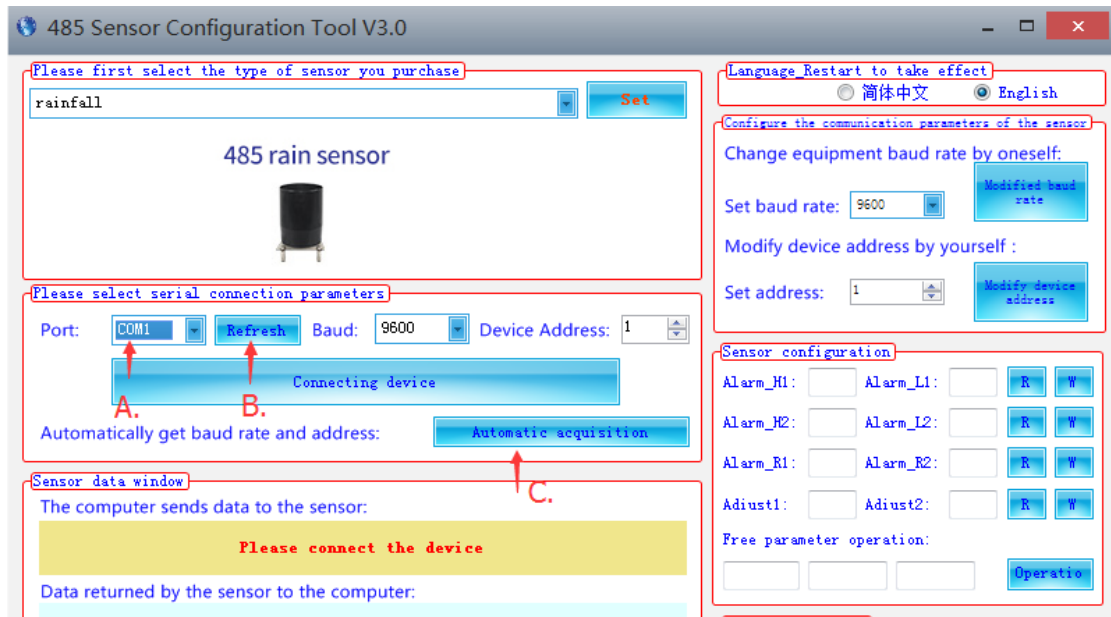 485 Sensor Configuration Tool V3.0
Please first select the type of sensor you purchase
rainfall
Set
485 rain sensor
Please select serial connection parameters
Port:
COM1
Refresh
Baud:
9600
Device Address:
1
Connecting device
A.
B.
Automatically get baud rate and address:
Automatic acquisition
C.
Sensor data window
The computer sends data to the sensor:
Please connect the device
Data returned by the sensor to the computer:
Language_Restart to take effect
简体中文
English
Configure the communication parameters of the sensor
Change equipment baud rate by oneself:
Set baud rate:
9600
Modified baud
rate
Modify device address by yourself :
Set address:
1
Modify device
address
Sensor configuration
Alarm_H1:
Alarm_L1:
R
W
Alarm_H2:
Alarm_L2:
R
W
Alarm_R1:
Alarm_R2:
R
W
Adiust1:
Adiust2:
R
W
Free parameter operation:
Operatio